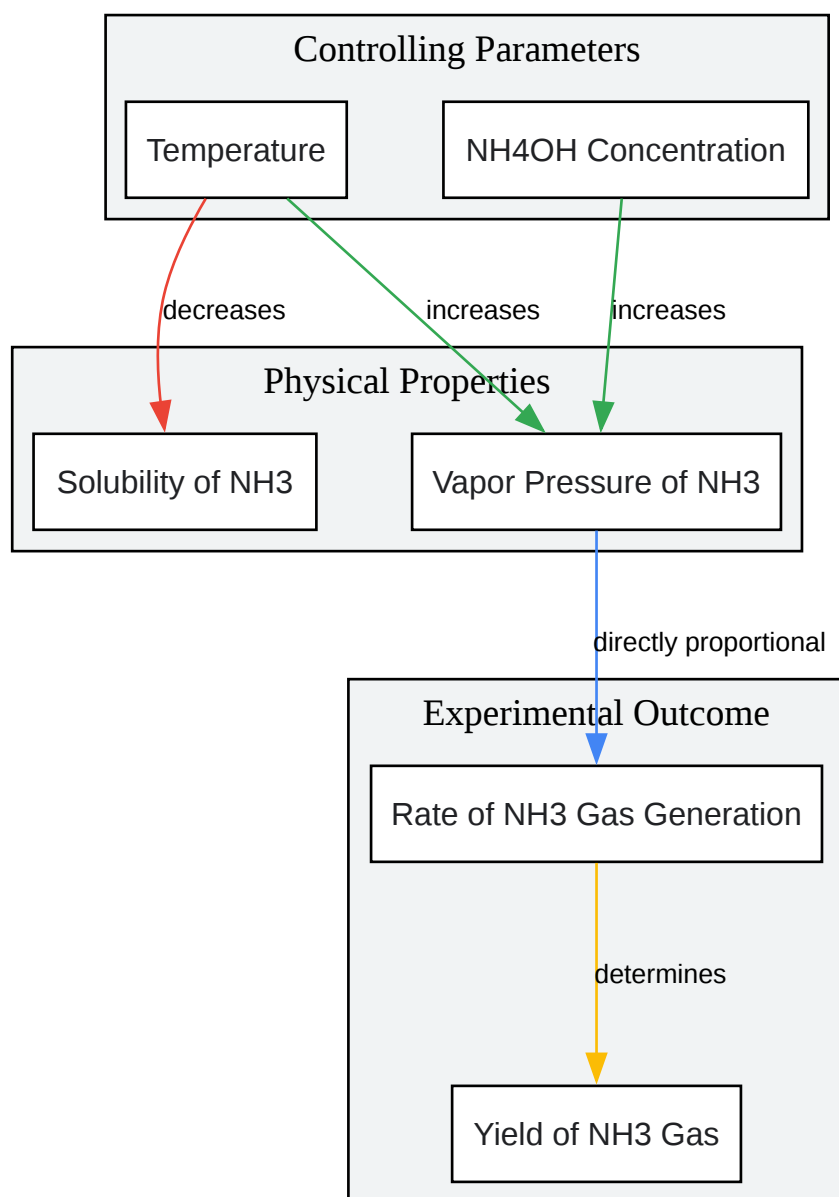 Controlling Parameters
Temperature
NH4OH Concentration
decreases
increases
increases
Physical Properties
Solubility of NH3
Vapor Pressure of NH3
directly proportional
Experimental Outcome
Rate of NH3 Gas Generation
determines
Yield of NH3 Gas